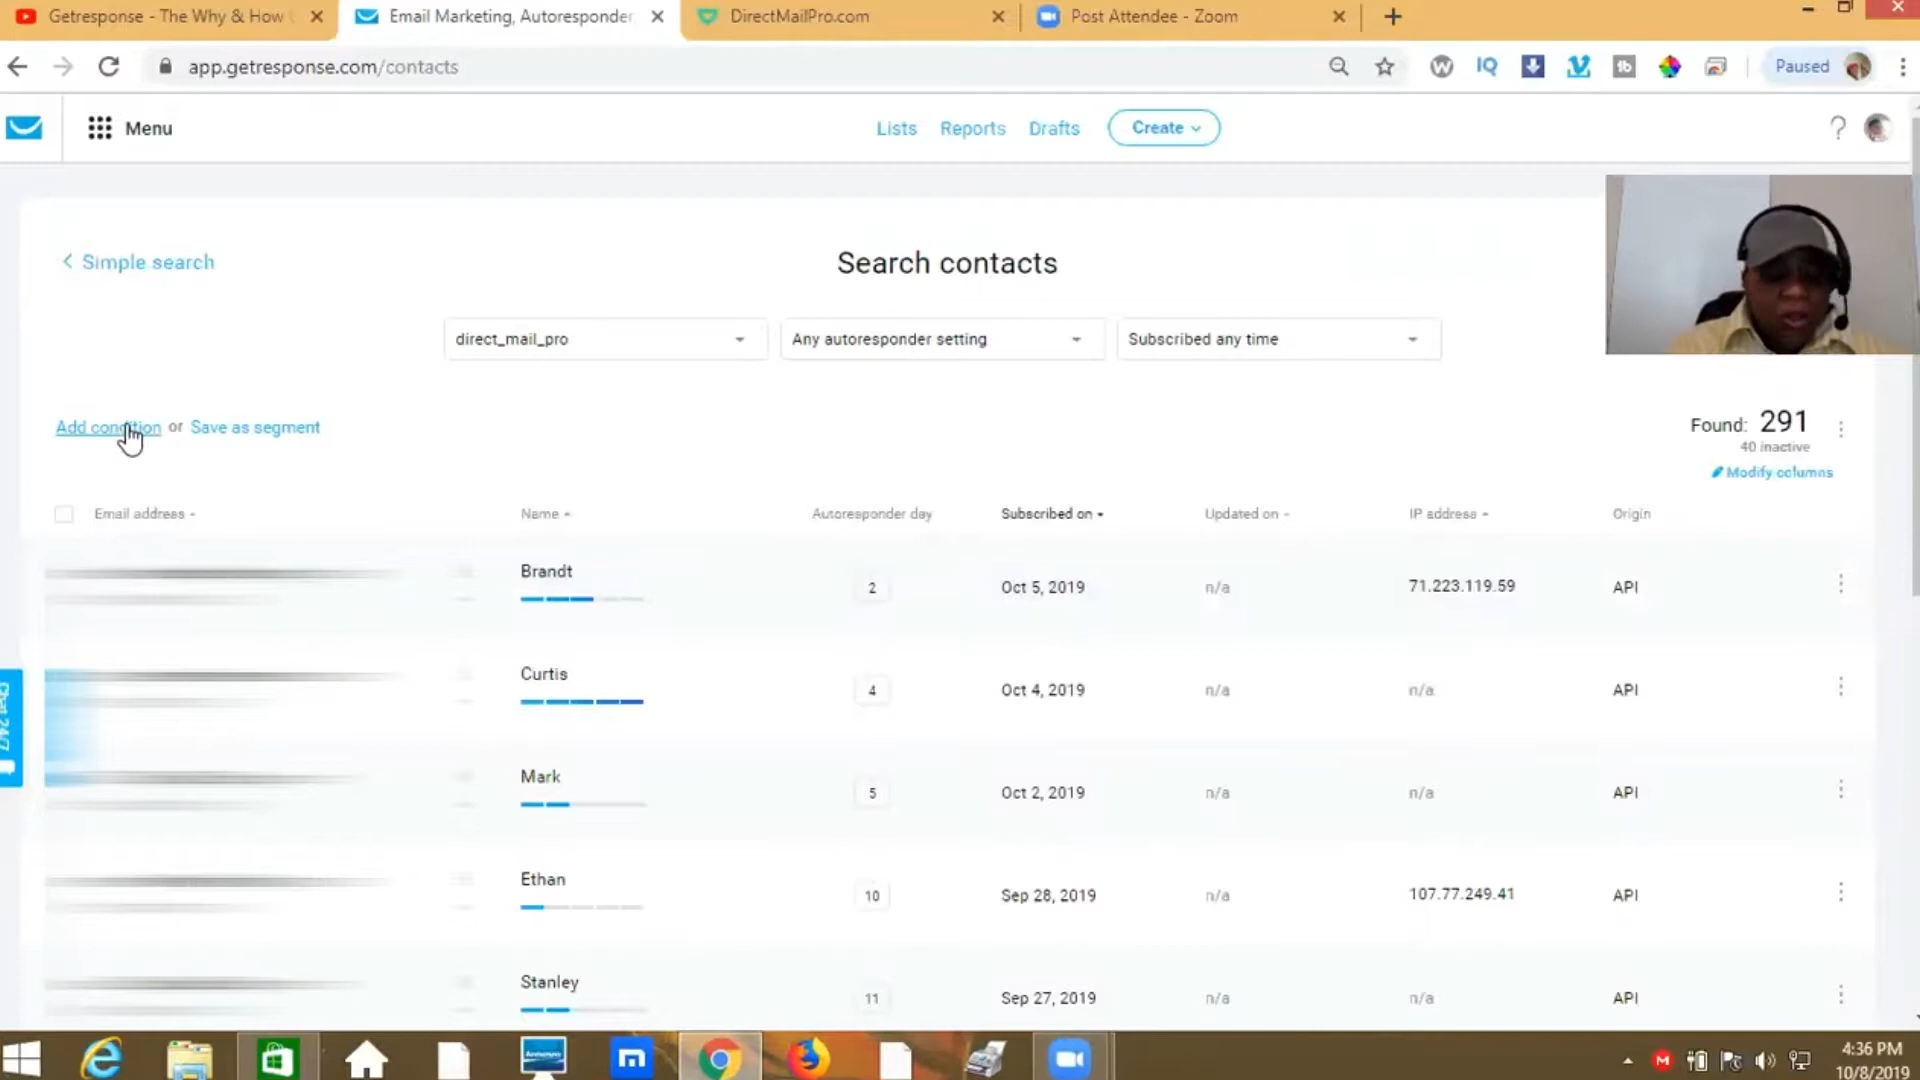 Getresponse - The Why & How
Email Marketing, Autoresponder
DirectMailPro.com
Post Attendee - Zoom
app.getresponse.com/contacts
W
IQ
tb
Paused
Menu
Lists
Reports
Drafts
Create
?
Simple search
Search contacts
direct_mail_pro
Any autoresponder setting
Subscribed any time
Add condition or Save as segment
Found: 291
40 inactive
Modify columns
Email address
Name
Autoresponder day
Subscribed on
Updated on
IP address
Origin
Brandt
2
Oct 5, 2019
n/a
71.223.119.59
API
Curtis
4
Oct 4, 2019
n/a
n/a
API
Mark
5
Oct 2, 2019
n/a
n/a
API
Ethan
10
Sep 28, 2019
n/a
107.77.249.41
API
Stanley
11
Sep 27, 2019
n/a
n/a
API
Chat 24/7
4:36 PM
10/8/2019